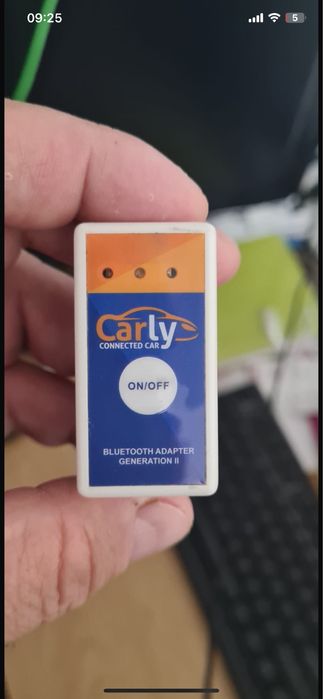 09:25
5
Carly
CONNECTED CAR
ON/OFF
BLUETOOTH ADAPTER
GENERATION II